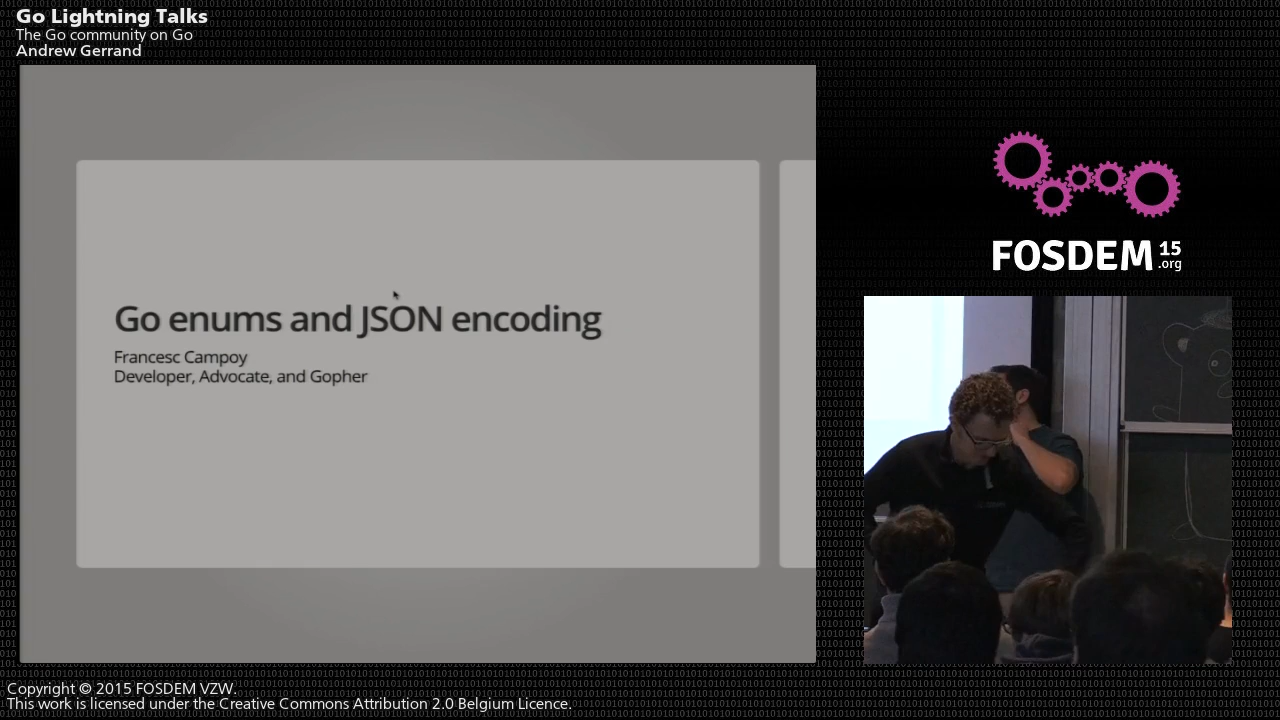 Go Lightning Talks
The Go community on Go
Andrew Gerrand
Go enums and JSON encoding
Francesc Campoy
Developer, Advocate, and Gopher
FOSDEM 15
.org
Copyright © 2015 FOSDEM VZW.
This work is licensed under the Creative Commons Attribution 2.0 Belgium Licence.